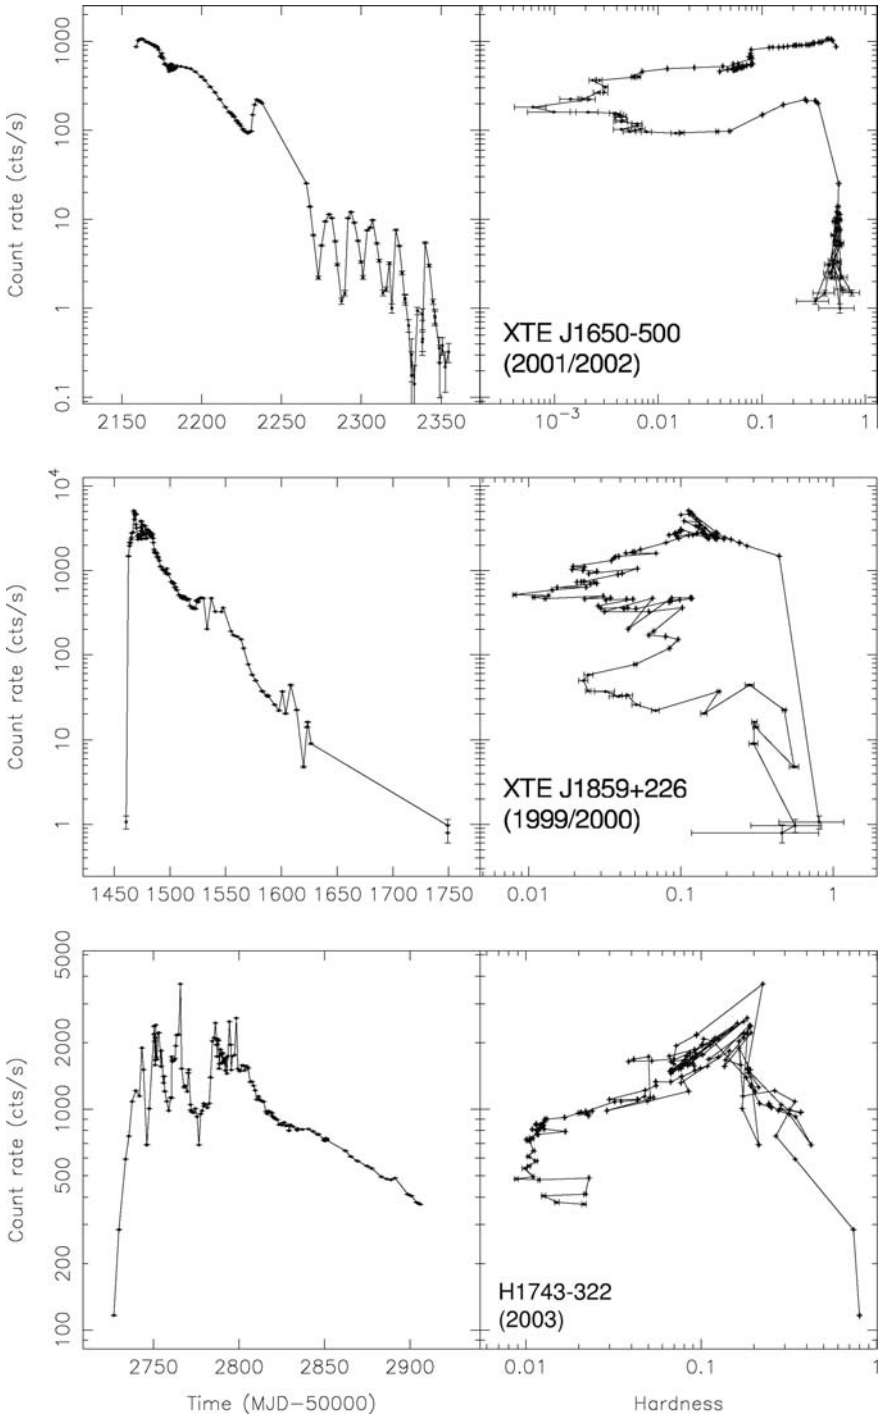 1000
100
10
1
0.1
Count rate (cts/s)
2150 2200 2250 2300 2350
10⁻³ 0.01 0.1 1
XTE J1650-500
(2001/2002)
10⁴
1000
100
10
1
Count rate (cts/s)
1450 1500 1550 1600 1650 1700 1750
0.01 0.1 1
XTE J1859+226
(1999/2000)
5000
2000
1000
500
200
100
Count rate (cts/s)
2750 2800 2850 2900
0.01 0.1 1
H1743-322
(2003)
Time (MJD-50000)
Hardness